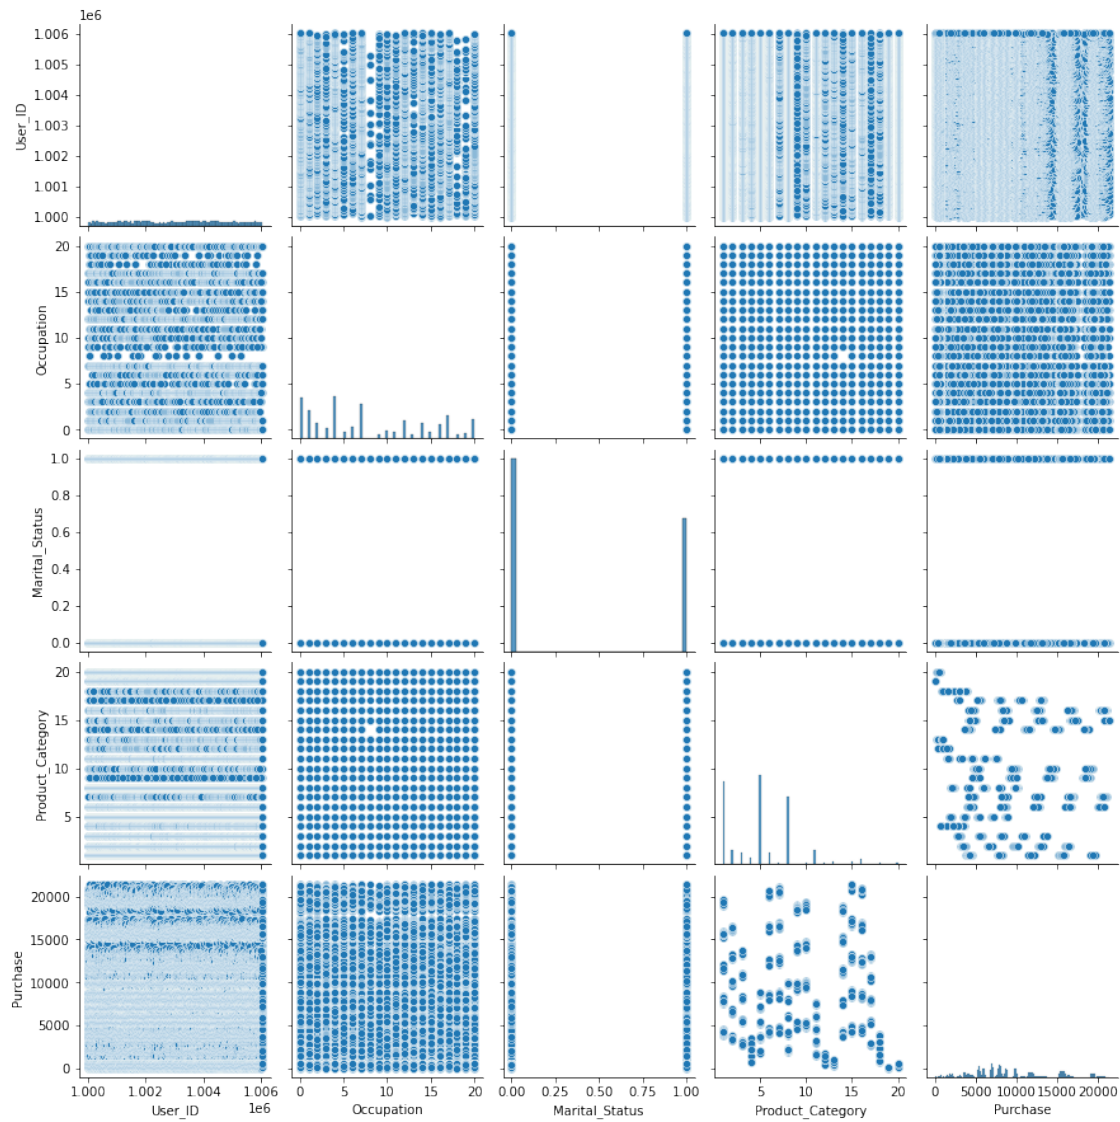 1e6
1.006
1.005
1.004
1.003
1.002
1.001
1.000
User_ID
20
15
10
5
0
Occupation
1.0
0.8
0.6
0.4
0.2
0.0
Marital_Status
20
15
10
5
Product_Category
20000
15000
10000
5000
0
Purchase
1.000 1.002 1.004 1.006
1e6
User_ID
0 5 10 15 20
Occupation
0.00 0.25 0.50 0.75 1.00
Marital_Status
5 10 15 20
Product_Category
0 5000 10000 15000 20000
Purchase